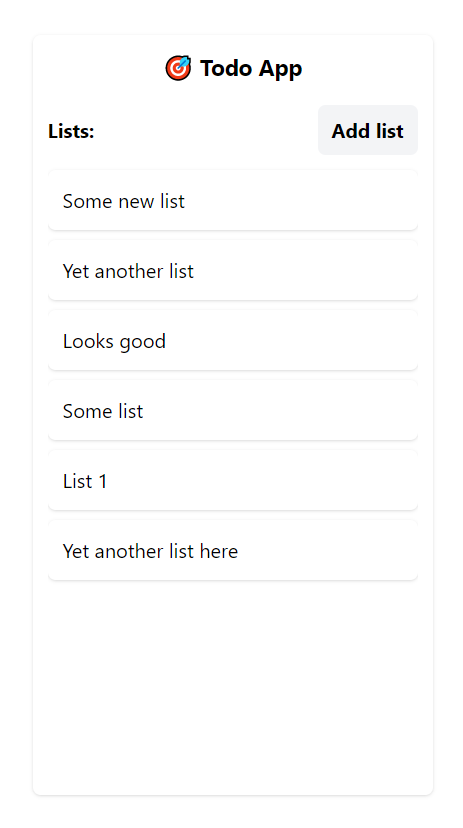 🎯 Todo App
Lists:
Add list
Some new list
Yet another list
Looks good
Some list
List 1
Yet another list here